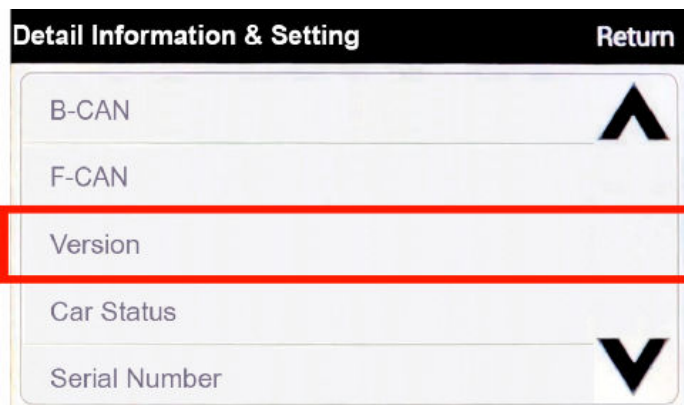 Detail Information & Setting Return
B-CAN
F-CAN
Version
Car Status
Serial Number